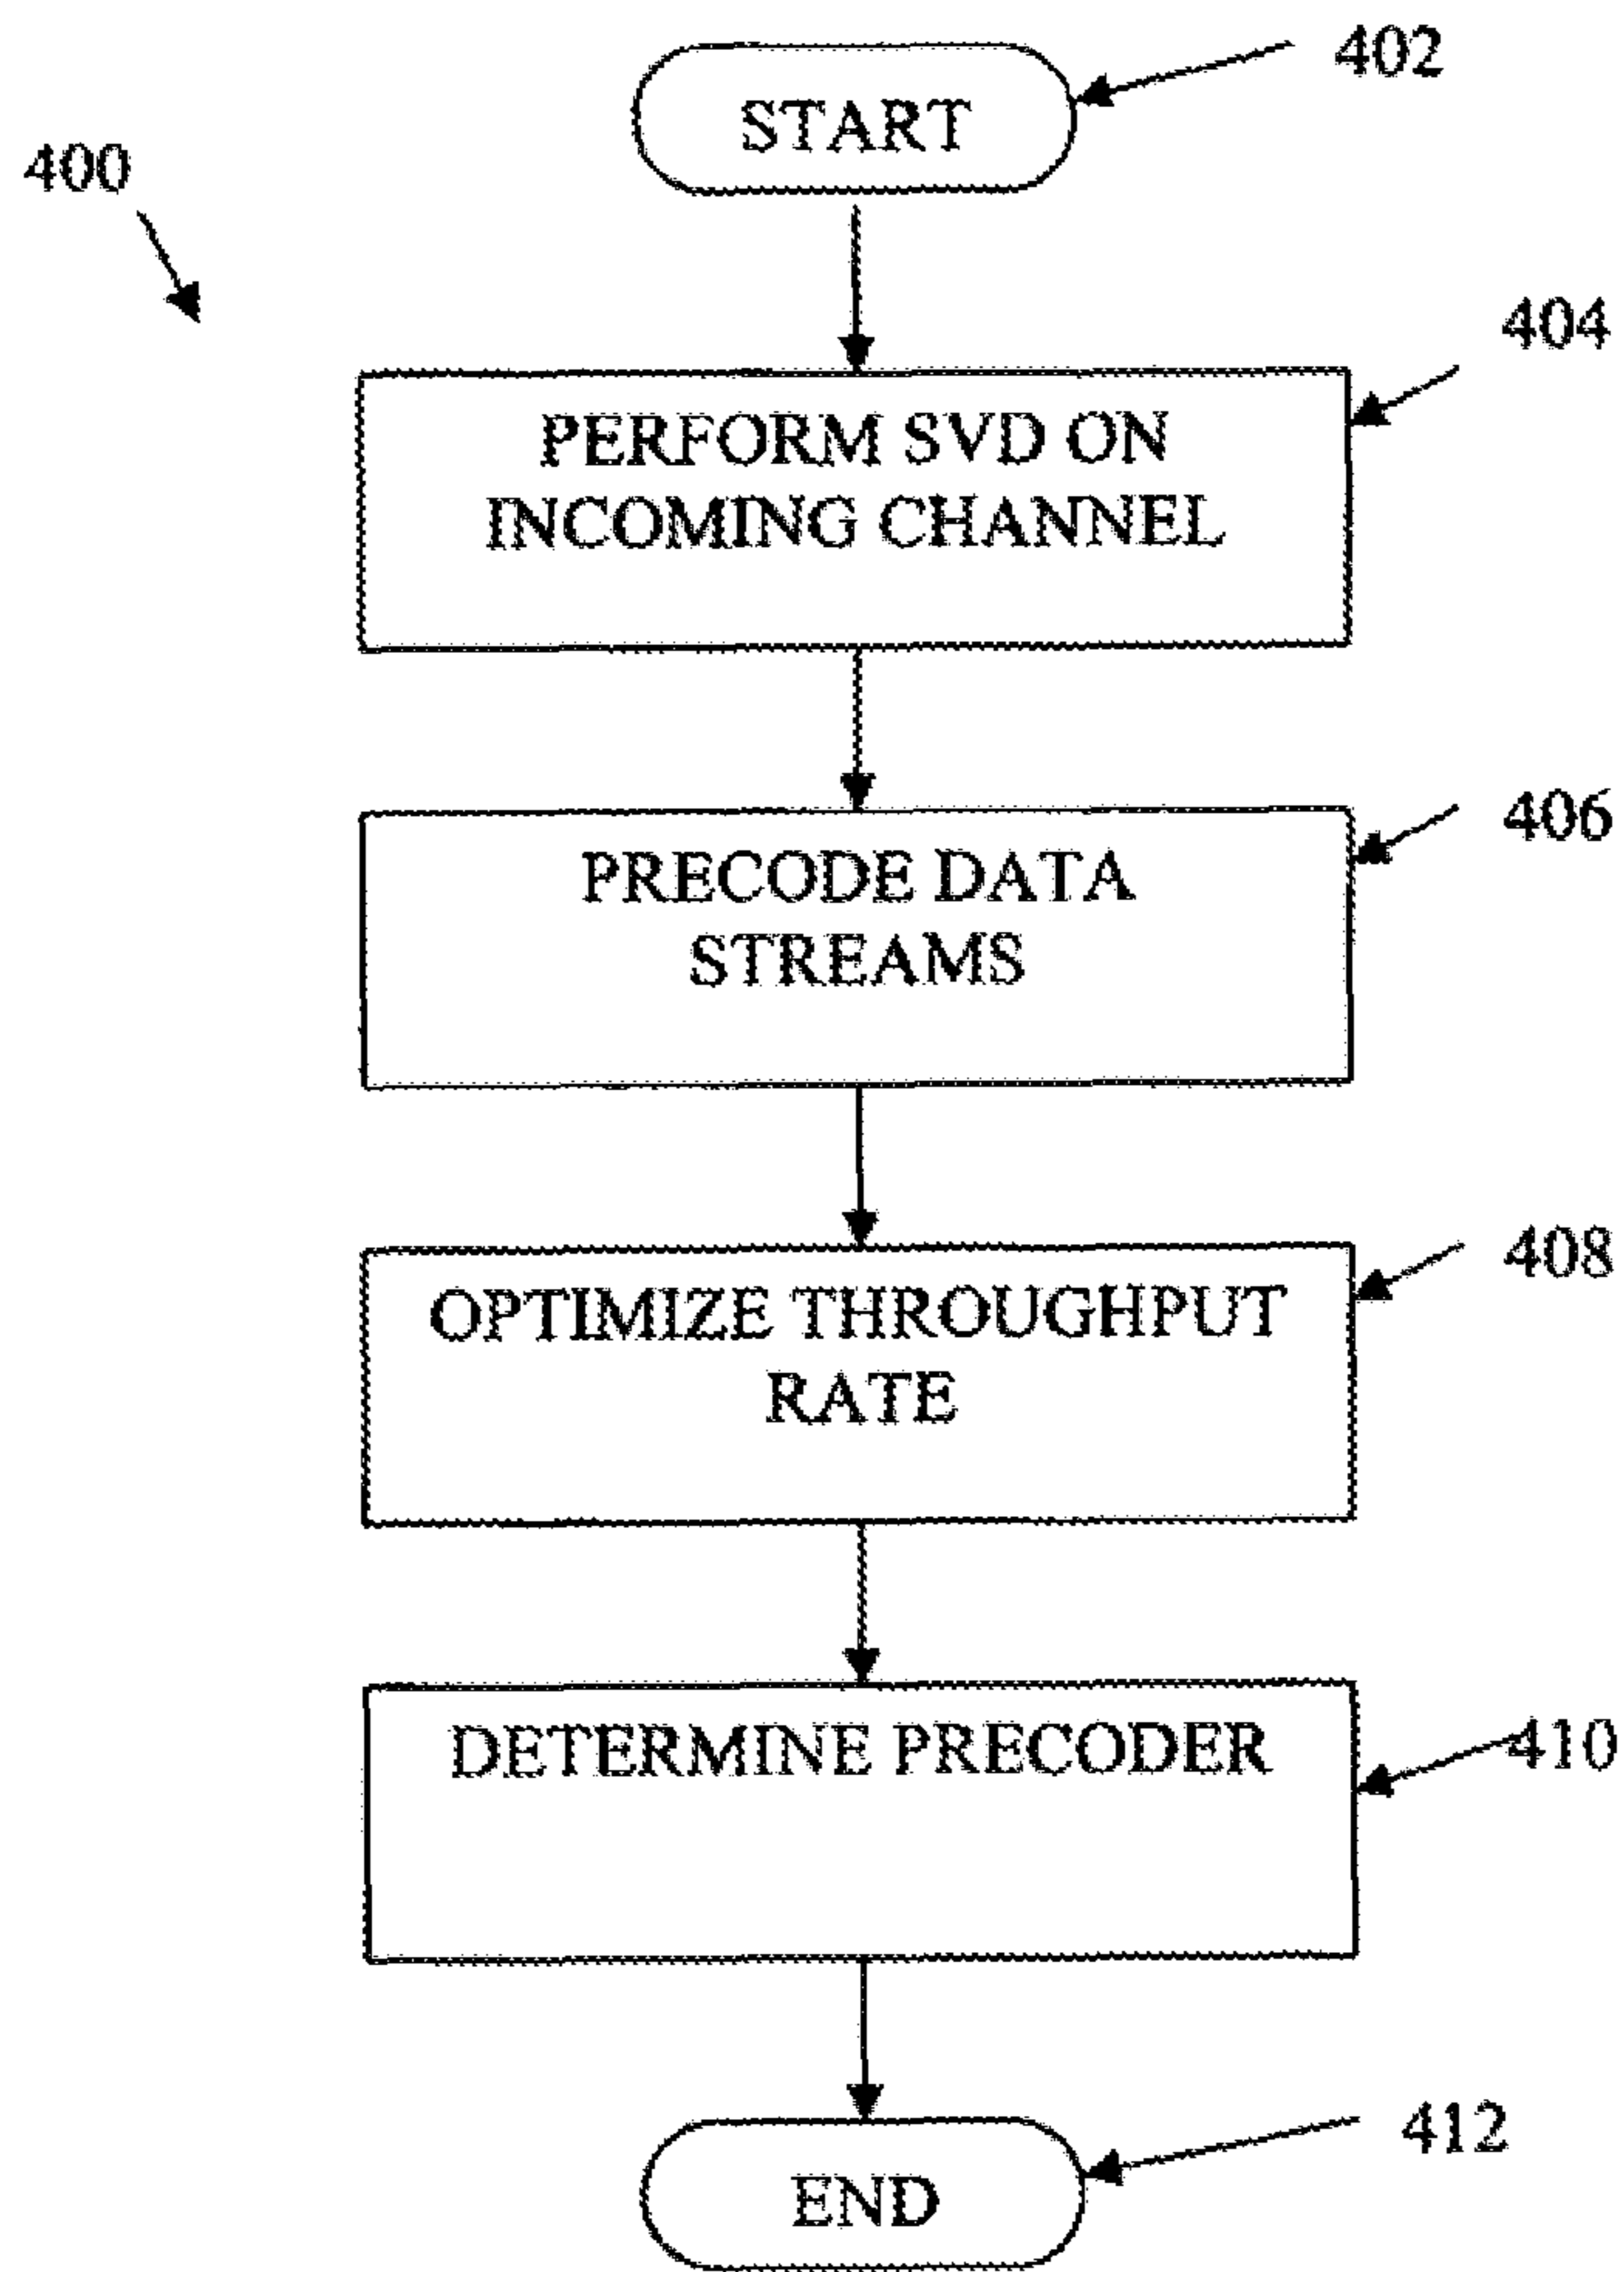 402
START
400
404
PERFORM SVD ON
INCOMING CHANNEL
406
PRECODE DATA
STREAMS
408
OPTIMIZE THROUGHPUT
RATE
410
DETERMINE PRECODER
412
END